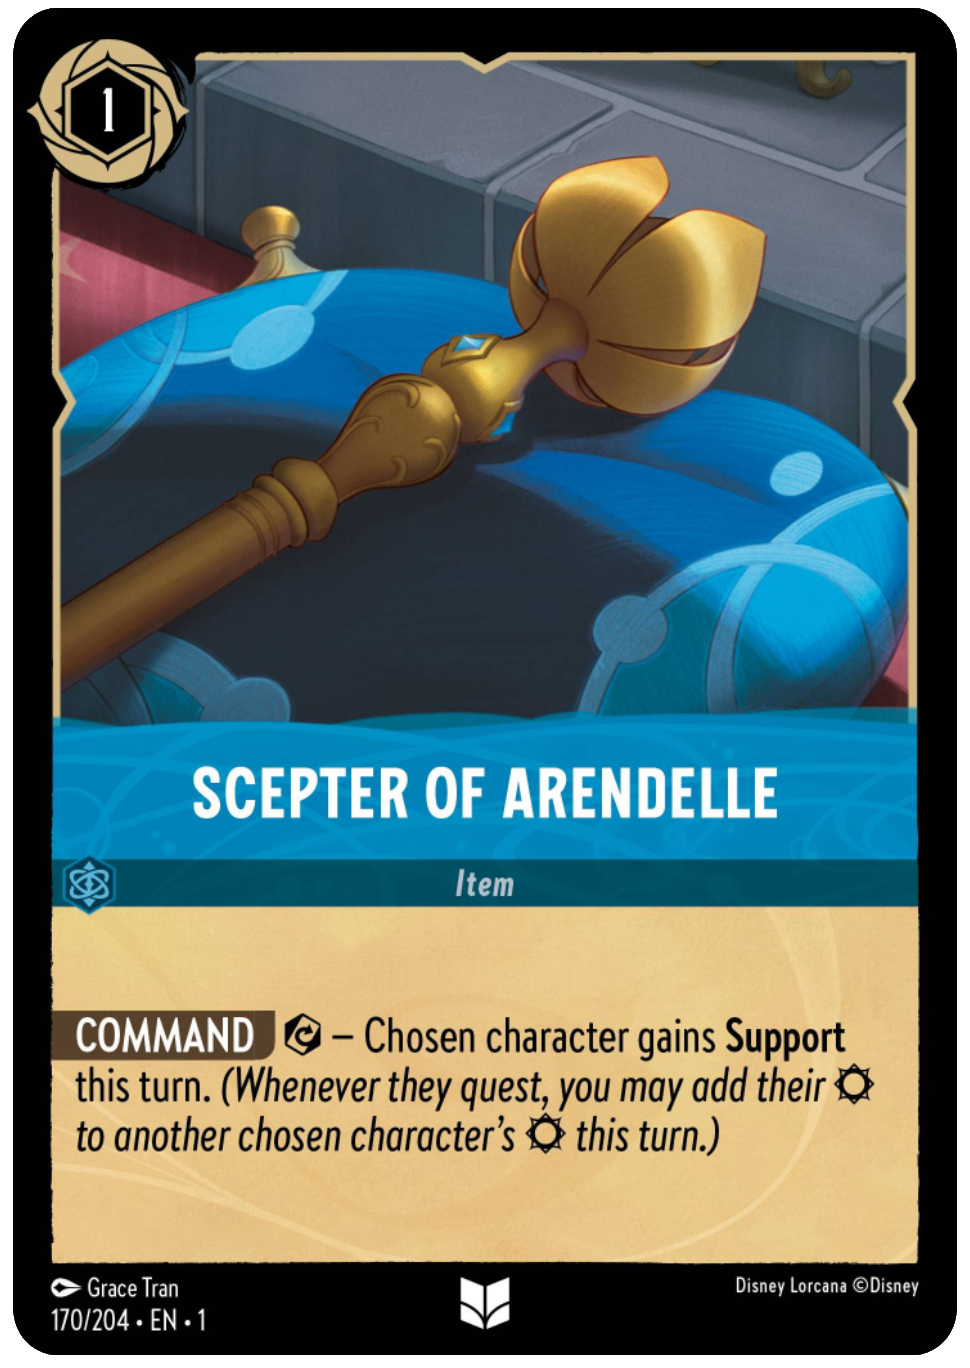 1
SCEPTER OF ARENDELLE
Item
COMMAND – Chosen character gains Support
this turn. (Whenever they quest, you may add their
to another chosen character's this turn.)
Grace Tran
170/204 • EN • 1
Disney Lorcana ©Disney